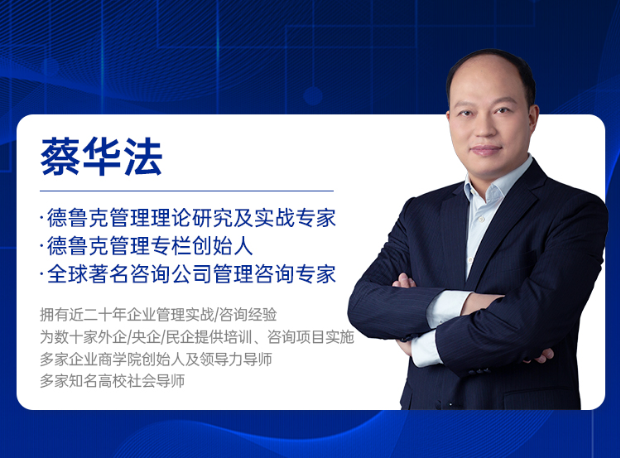 蔡华法
·德鲁克管理理论研究及实战专家
·德鲁克管理专栏创始人
·全球著名咨询公司管理咨询专家
拥有近二十年企业管理实战/咨询经验
为数十家外企/央企/民企提供培训、咨询项目实施
多家企业商学院创始人及领导力导师
多家知名高校社会导师